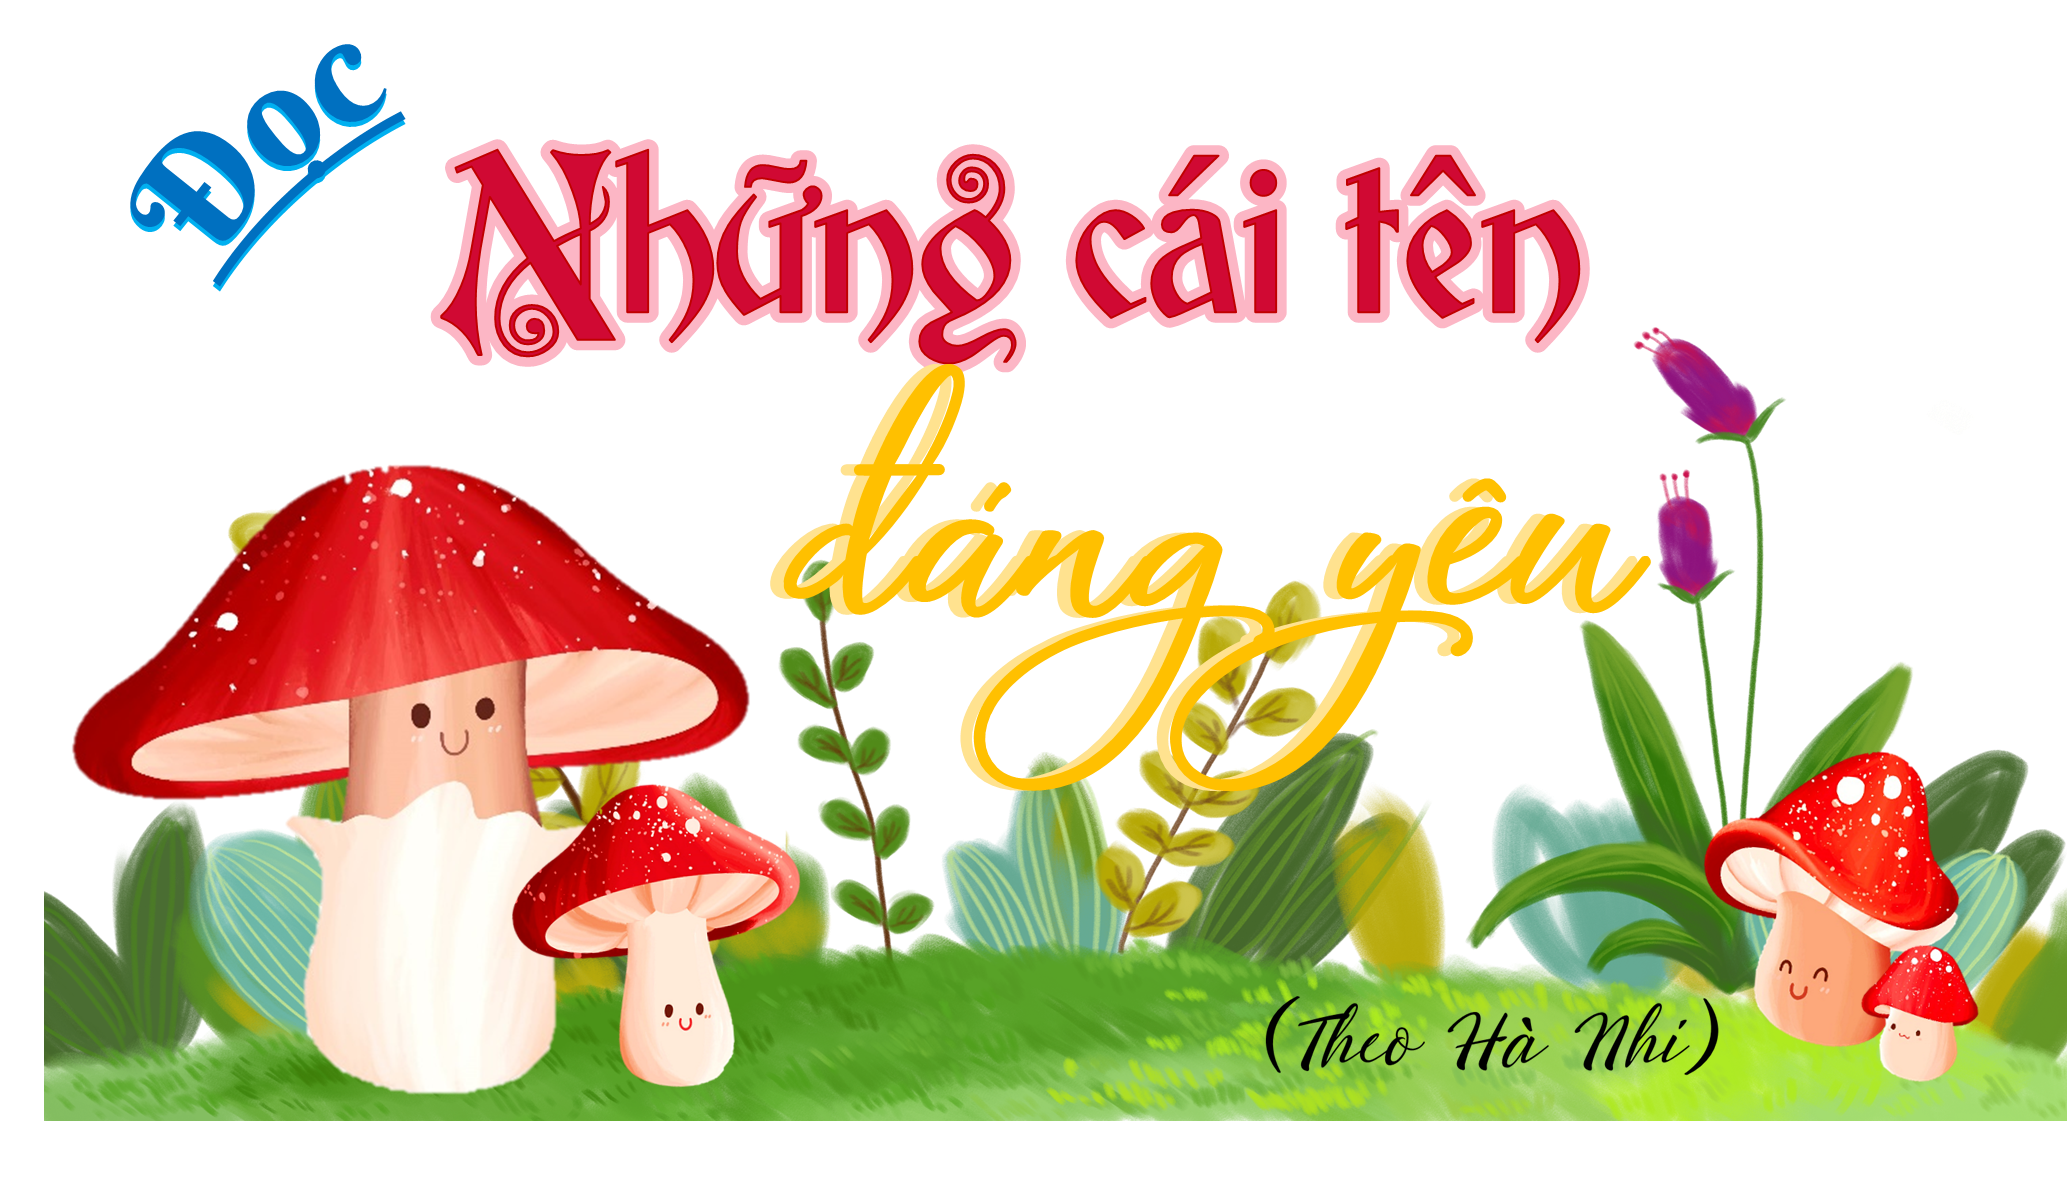 Đọc
Những cái tên
đáng yêu
(Theo Hà Nhi)